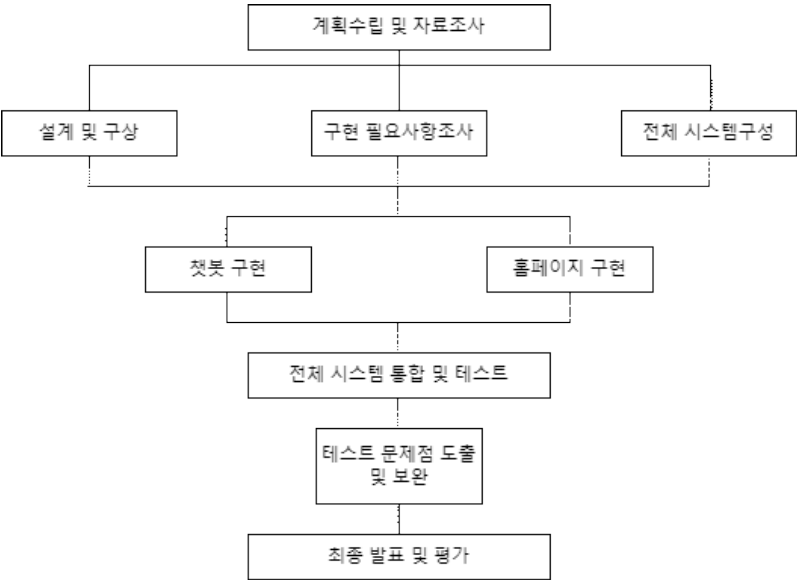 계획수립 및 자료조사
설계 및 구상
구현 필요사항조사
전체 시스템구성
챗봇 구현
홈페이지 구현
전체 시스템 통합 및 테스트
테스트 문제점 도출
및 보완
최종 발표 및 평가